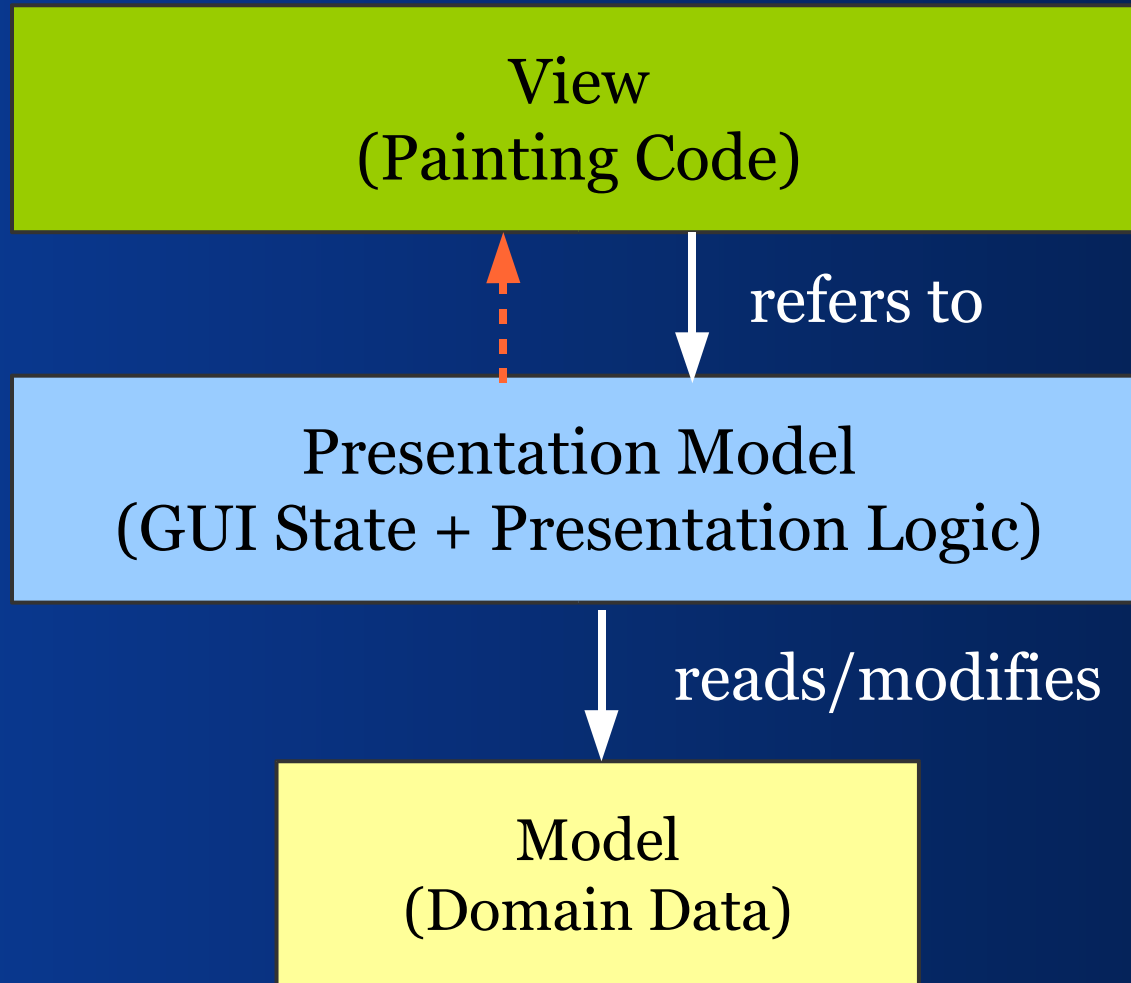 View
(Painting Code)
refers to
Presentation Model
(GUI State + Presentation Logic)
reads/modifies
Model
(Domain Data)